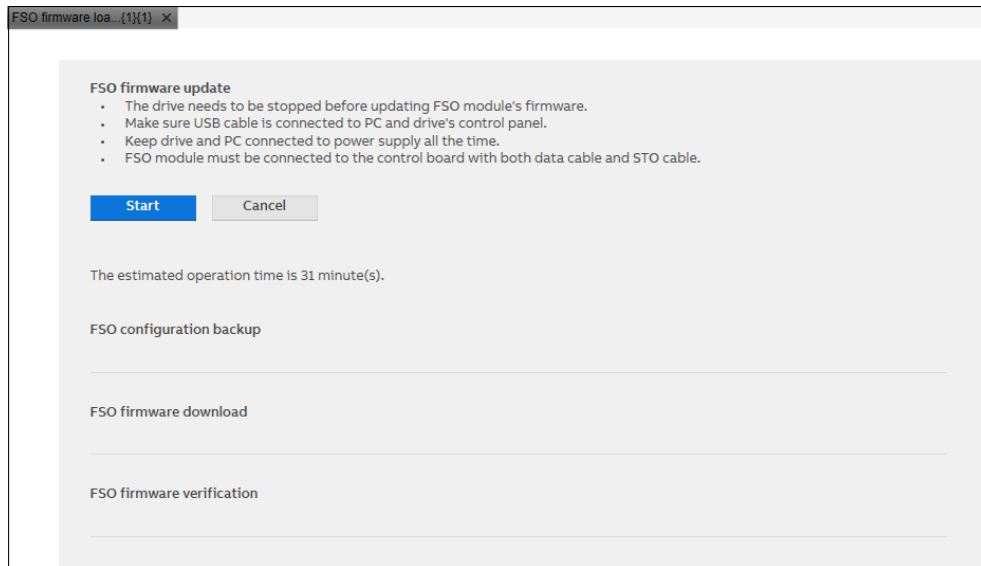 FSO firmware loa...{1}{1} ×
FSO firmware update
• The drive needs to be stopped before updating FSO module's firmware.
• Make sure USB cable is connected to PC and drive's control panel.
• Keep drive and PC connected to power supply all the time.
• FSO module must be connected to the control board with both data cable and STO cable.
Start Cancel
The estimated operation time is 31 minute(s).
FSO configuration backup
FSO firmware download
FSO firmware verification